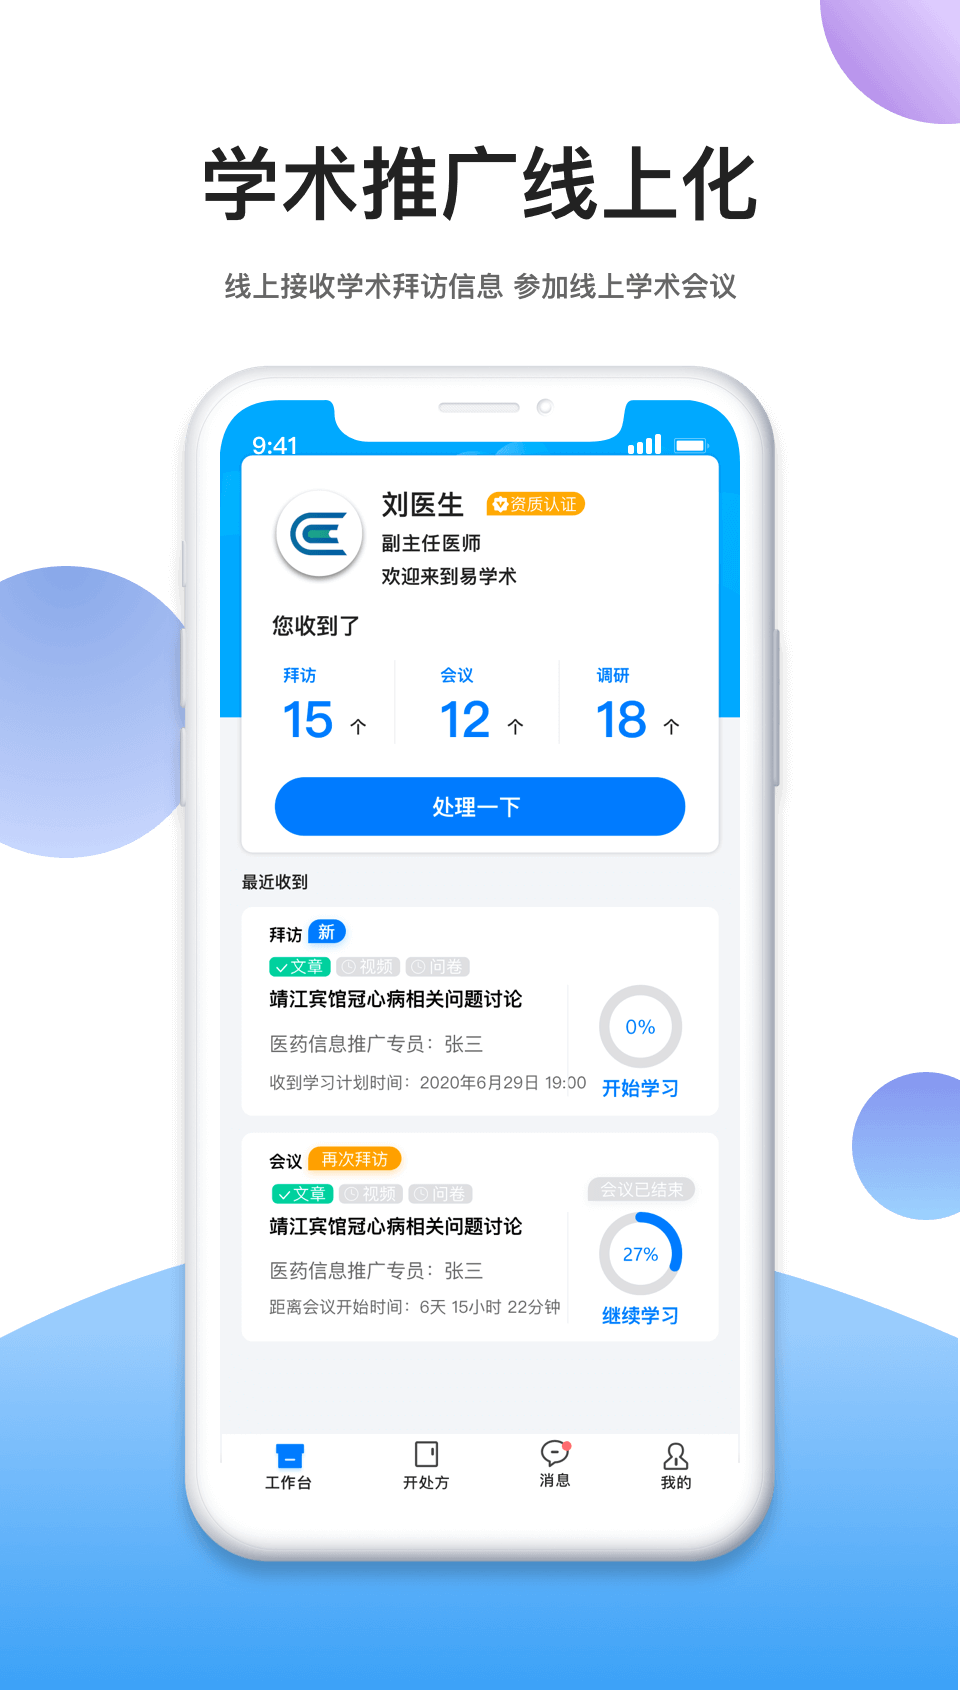 学术推广线上化
线上接收学术拜访信息 参加线上学术会议
9:41
刘医生 资质认证
副主任医师
欢迎来到易学术
您收到了
拜访 会议 调研
15 个 12 个 18 个
处理一下
最近收到
拜访 新
文章 视频 问卷
靖江宾馆冠心病相关问题讨论
0%
医药信息推广专员：张三
收到学习计划时间：2020年6月29日 19:00
开始学习
会议 再次拜访
文章 视频 问卷
会议已结束
靖江宾馆冠心病相关问题讨论
27%
医药信息推广专员：张三
距离会议开始时间：6天 15小时 22分钟
继续学习
工作台 开处方 消息 我的